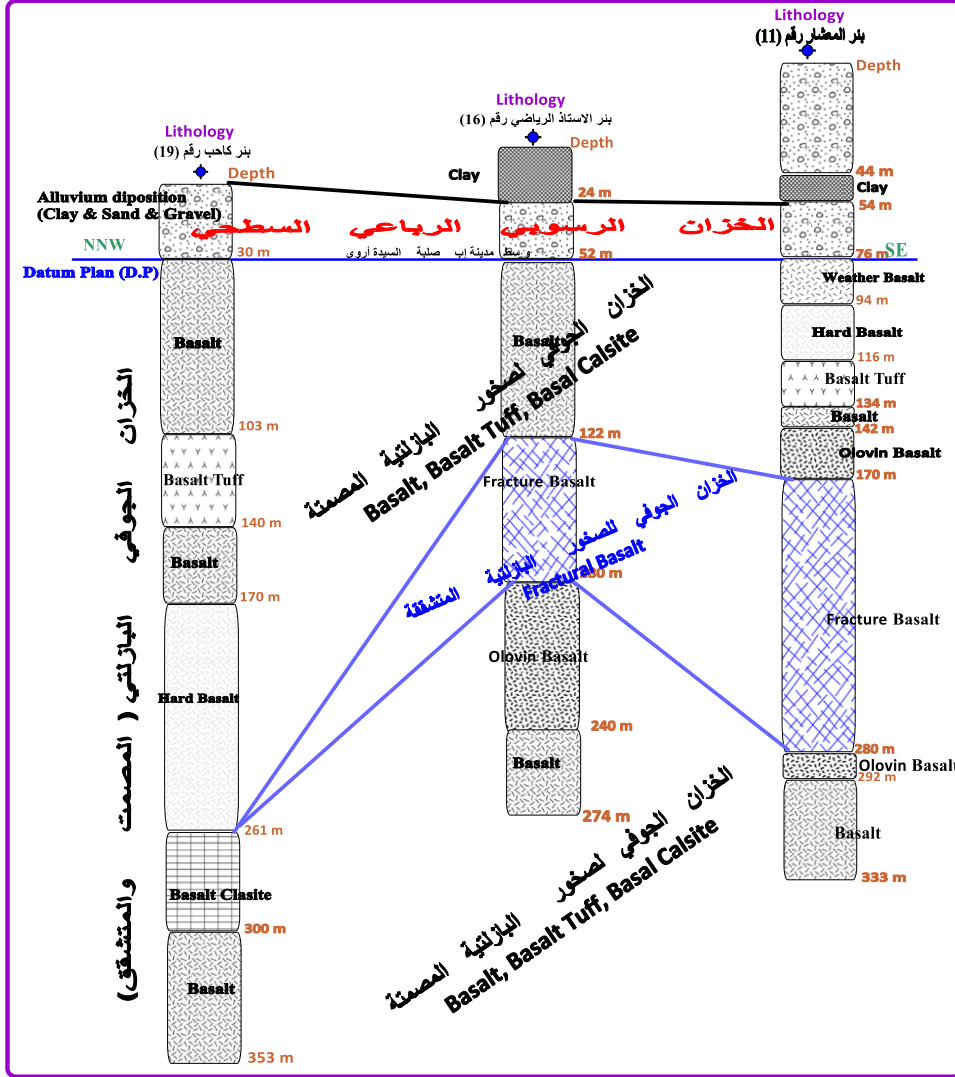 Lithology
بئر المعشار رقم (11)
Depth
44 m
Clay
54 m
76 m
SE
Weather Basalt
94 m
Hard Basalt
116 m
Basalt Tuff
134 m
Basalt
142 m
Olovin Basalt
170 m
Fracture Basalt
280 m
Olovin Basalt
292 m
Basalt
333 m
Lithology
بئر الاستاذ الرياضي رقم (16)
Depth
Clay
24 m
52 m
Basalt
122 m
Fracture Basalt
Olovin Basalt
240 m
Basalt
274 m
Lithology
بئر كاحب رقم (19)
Depth
Alluvium diposition
(Clay & Sand & Gravel)
NNW
30 m
Datum Plan (D.P)
Basalt
103 m
Basalt Tuff
140 m
Basalt
170 m
Hard Basalt
261 m
Basalt Clasite
300 m
Basalt
353 m
الخزان الرسوبي الرباعي السطحي
وسط مدينة إب صلبة السيدة أروى
الخزان الجوفي البازلتي ( المصمت والمتشقق)
الخزان الجوفي لصخور البازلتية المصمتة
Basalt, Basalt Tuff, Basal Calsite
الخزان الجوفي للصخور البازلتية المتشققة
Fractural Basalt
الخزان الجوفي لصخور البازلتية المصمتة
Basalt, Basalt Tuff, Basal Calsite